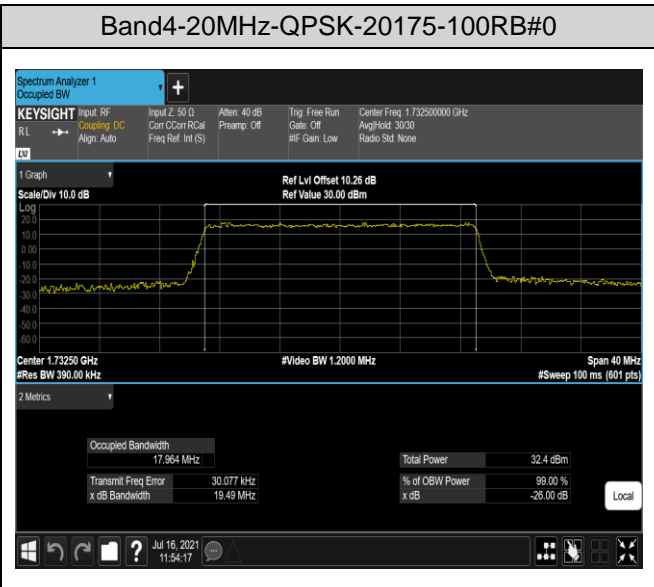 Band4-20MHz-QPSK-20175-100RB#0
Spectrum Analyzer 1
Occupied BW
KEYSIGHT Input: RF Input Z: 50 Ω Atten: 40 dB Trig: Free Run Center Freq: 1.732500000 GHz
RL Coupling: DC Corr CCorr RCal Preamp: Off Gate: Off Avg|Hold: 30/30
Align: Auto Freq Ref: Int (S) #IF Gain: Low Radio Std: None
LXI
1 Graph Ref Lvl Offset 10.26 dB
Scale/Div 10.0 dB Ref Value 30.00 dBm
Log
20.0
10.0
0.00
-10.0
-20.0
-30.0
-40.0
-50.0
-60.0
Center 1.73250 GHz #Video BW 1.2000 MHz Span 40 MHz
#Res BW 390.00 kHz #Sweep 100 ms (601 pts)
2 Metrics
Occupied Bandwidth
17.964 MHz Total Power 32.4 dBm
Transmit Freq Error 30.077 kHz % of OBW Power 99.00 %
x dB Bandwidth 19.49 MHz x dB -26.00 dB
Local
Jul 16, 2021
11:54:17